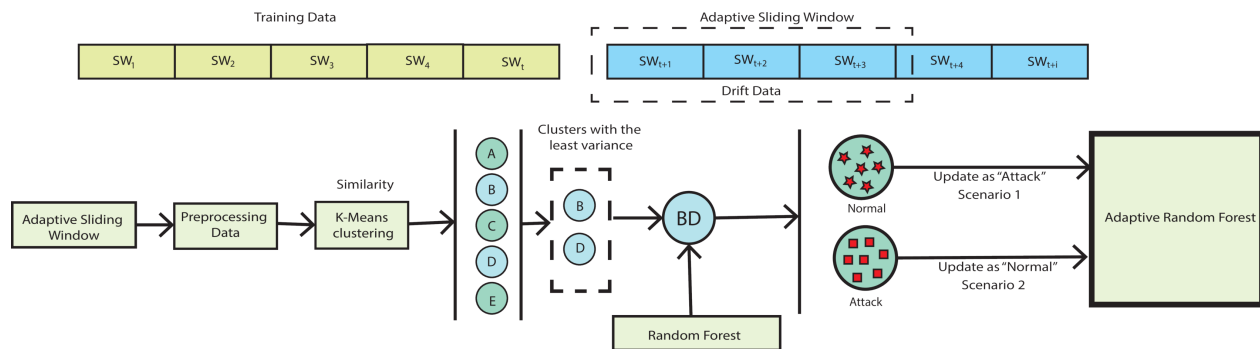 Training Data
Adaptive Sliding Window
SW1 SW2 SW3 SW4 SWt
SWt+1 SWt+2 SWt+3 SWt+4 SWt+i
Drift Data
Clusters with the
least variance
Similarity
Adaptive Sliding
Window
Preprocessing
Data
K-Means
clustering
A
B
C
D
E
B
D
BD
Random Forest
Normal
Update as "Attack"
Scenario 1
Attack
Update as "Normal"
Scenario 2
Adaptive Random Forest